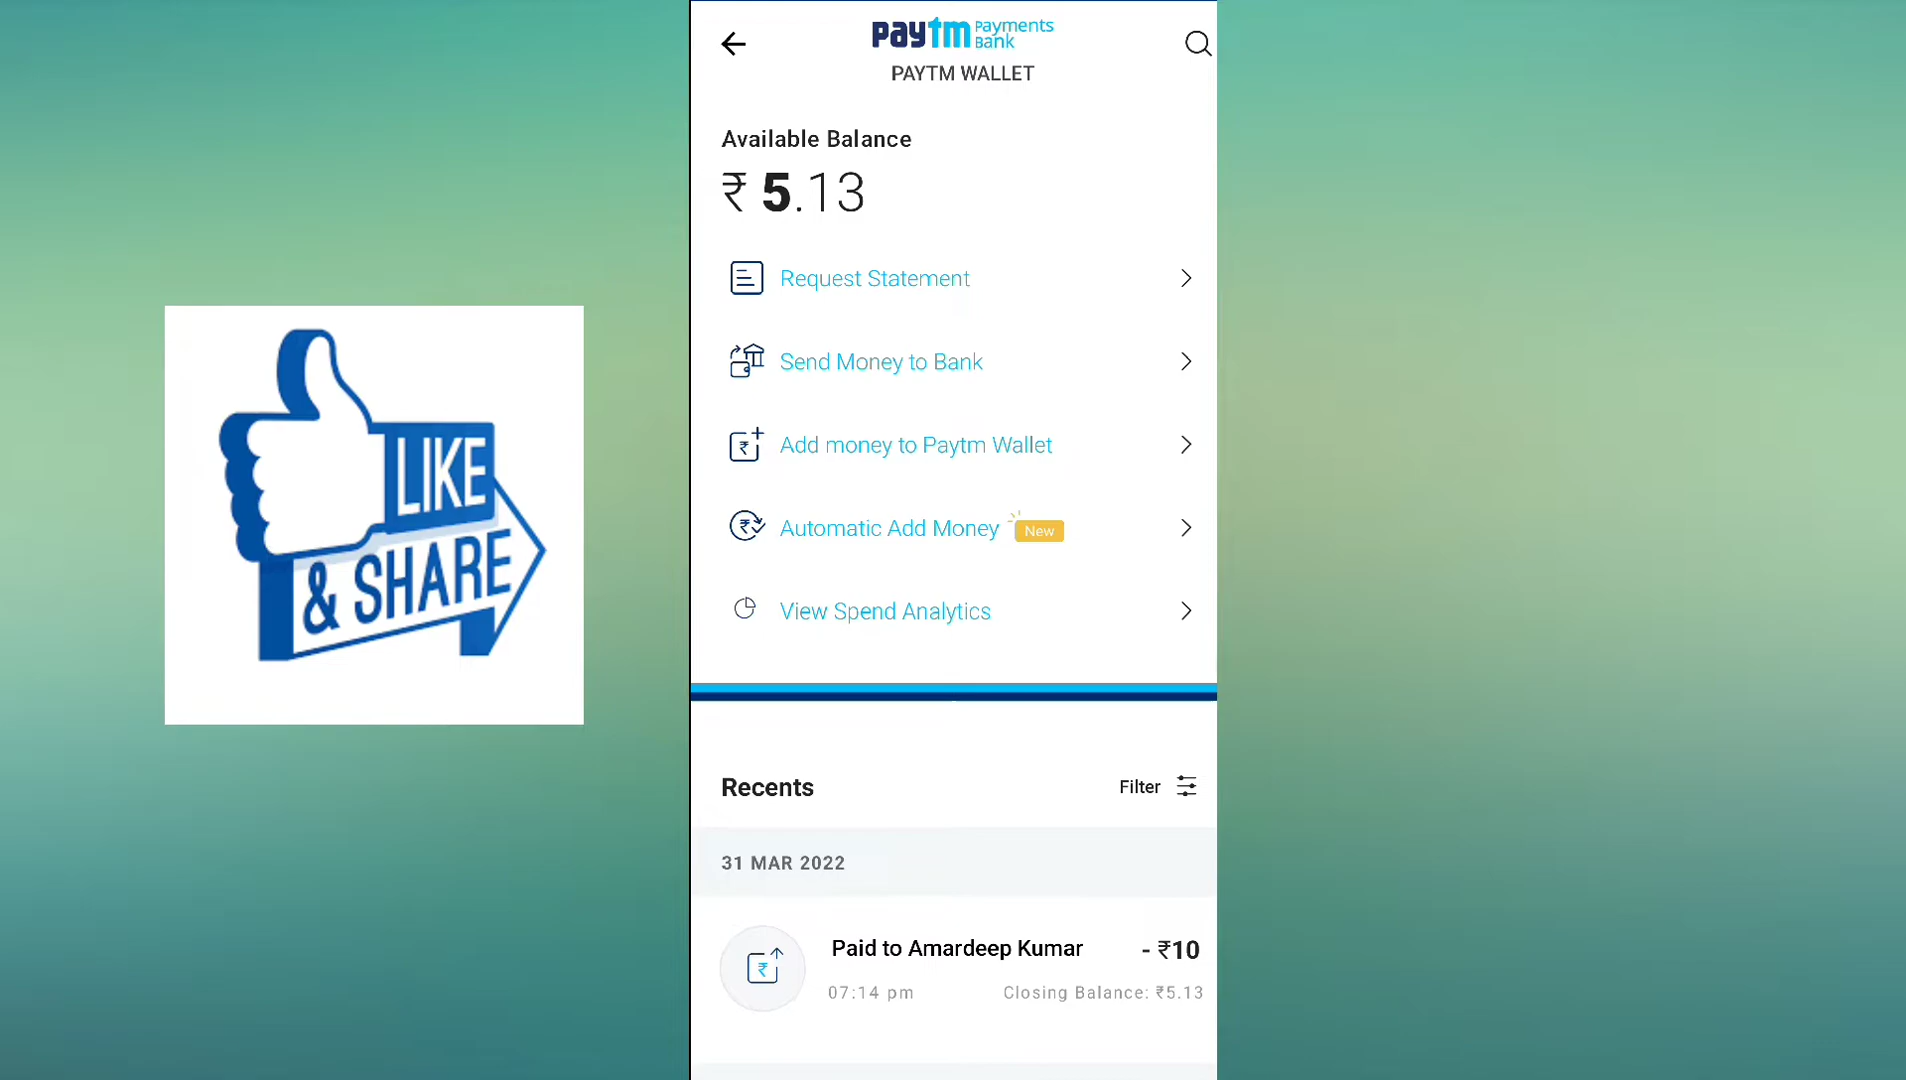 LIKE
& SHARE
paytm Payments Bank
PAYTM WALLET
Available Balance
₹ 5.13
Request Statement
Send Money to Bank
Add money to Paytm Wallet
Automatic Add Money New
View Spend Analytics
Recents
Filter
31 MAR 2022
Paid to Amardeep Kumar - ₹10
07:14 pm Closing Balance: ₹5.13